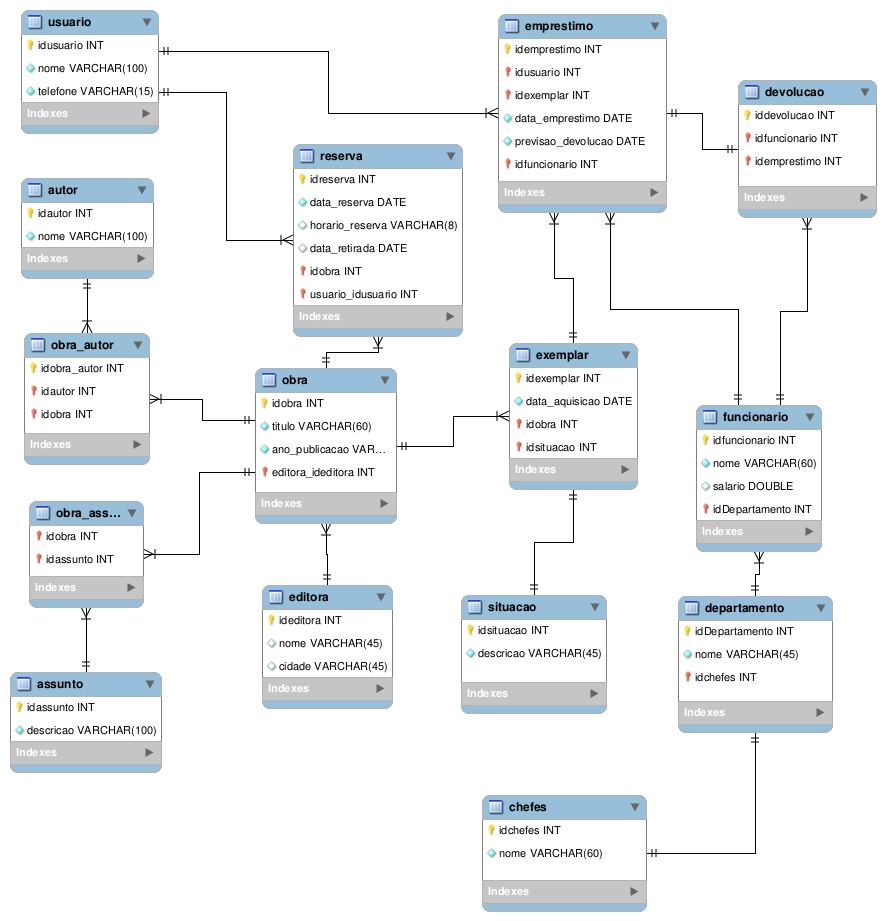 usuario
idusuario INT
nome VARCHAR(100)
telefone VARCHAR(15)
Indexes
emprestimo
idemprestimo INT
idusuario INT
idexemplar INT
data_emprestimo DATE
previsao_devolucao DATE
idfuncionario INT
Indexes
devolucao
iddevolucao INT
idfuncionario INT
idemprestimo INT
Indexes
reserva
idreserva INT
data_reserva DATE
horario_reserva VARCHAR(8)
data_retirada DATE
idobra INT
usuario_idusuario INT
Indexes
autor
idautor INT
nome VARCHAR(100)
Indexes
obra_autor
idobra_autor INT
idautor INT
idobra INT
Indexes
obra
idobra INT
titulo VARCHAR(60)
ano_publicacao VAR...
editora_ideditora INT
Indexes
exemplar
idexemplar INT
data_aquisicao DATE
idobra INT
idsituacao INT
Indexes
funcionario
idfuncionario INT
nome VARCHAR(60)
salario DOUBLE
idDepartamento INT
Indexes
obra_ass...
idobra INT
idassunto INT
Indexes
editora
ideditora INT
nome VARCHAR(45)
cidade VARCHAR(45)
Indexes
situacao
idsituacao INT
descricao VARCHAR(45)
Indexes
departamento
idDepartamento INT
nome VARCHAR(45)
idchefes INT
Indexes
assunto
idassunto INT
descricao VARCHAR(100)
Indexes
chefes
idchefes INT
nome VARCHAR(60)
Indexes